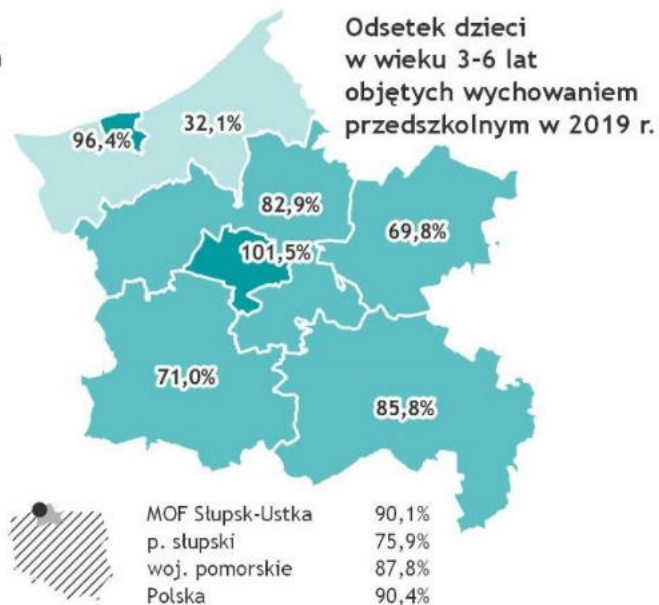 Odsetek dzieci
w wieku 3-6 lat
objętych wychowaniem
przedszkolnym w 2019 r.
32,1%
96,4%
82,9%
69,8%
101,5%
71,0%
85,8%
MOF Słupsk-Ustka 90,1%
p. słupski 75,9%
woj. pomorskie 87,8%
Polska 90,4%